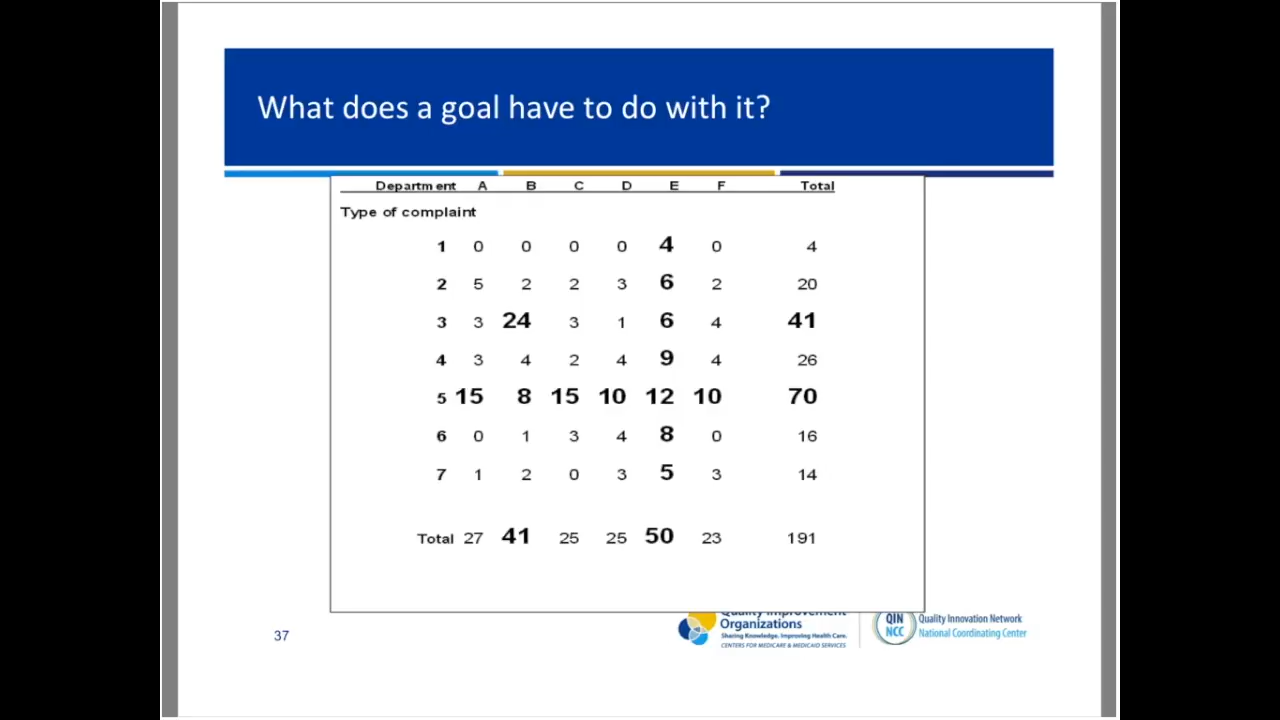 What does a goal have to do with it?
Department A B C D E F Total
Type of complaint
1 0 0 0 0 4 0 4
2 5 2 2 3 6 2 20
3 3 24 3 1 6 4 41
4 3 4 2 4 9 4 26
5 15 8 15 10 12 10 70
6 0 1 3 4 8 0 16
7 1 2 0 3 5 3 14
Total 27 41 25 25 50 23 191
37
Quality Improvement
Organizations
Sharing Knowledge. Improving Health Care.
CENTERS FOR MEDICARE & MEDICAID SERVICES
QIN
NCC
Quality Innovation Network
National Coordinating Center